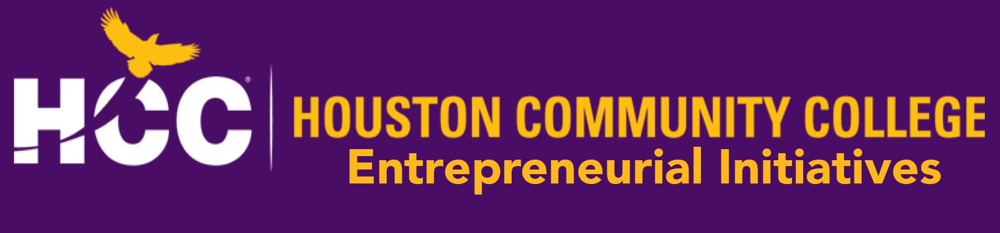 HCC®
HOUSTON COMMUNITY COLLEGE
Entrepreneurial Initiatives